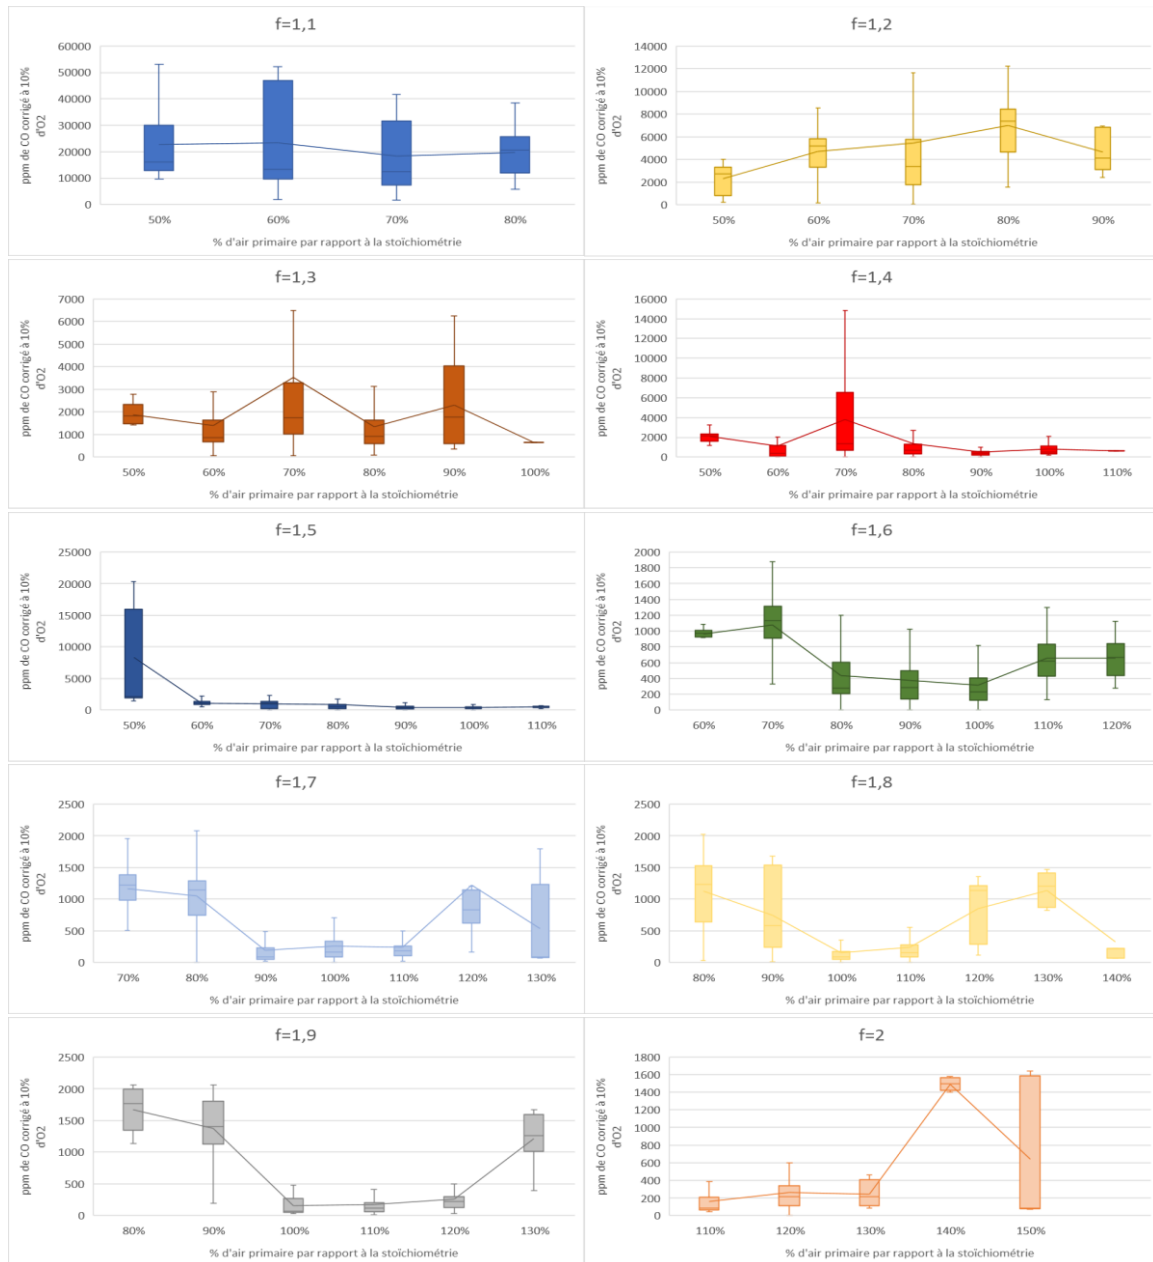 f=1,1
ppm de CO corrigé à 10%
d'O2
60000
50000
40000
30000
20000
10000
0
50% 60% 70% 80%
% d'air primaire par rapport à la stoïchiométrie
f=1,2
ppm de CO corrigé à 10%
d'O2
14000
12000
10000
8000
6000
4000
2000
0
50% 60% 70% 80% 90%
% d'air primaire par rapport à la stoïchiométrie
f=1,3
ppm de CO corrigé à 10%
d'O2
7000
6000
5000
4000
3000
2000
1000
0
50% 60% 70% 80% 90% 100%
% d'air primaire par rapport à la stoïchiométrie
f=1,4
ppm de CO corrigé à 10%
d'O2
16000
14000
12000
10000
8000
6000
4000
2000
0
50% 60% 70% 80% 90% 100% 110%
% d'air primaire par rapport à la stoïchiométrie
f=1,5
ppm de CO corrigé à 10%
d'O2
25000
20000
15000
10000
5000
0
50% 60% 70% 80% 90% 100% 110%
% d'air primaire par rapport à la stoïchiométrie
f=1,6
ppm de CO corrigé à 10%
d'O2
2000
1800
1600
1400
1200
1000
800
600
400
200
0
60% 70% 80% 90% 100% 110% 120%
% d'air primaire par rapport à la stoïchiométrie
f=1,7
ppm de CO corrigé à 10%
d'O2
2500
2000
1500
1000
500
0
70% 80% 90% 100% 110% 120% 130%
% d'air primaire par rapport à la stoïchiométrie
f=1,8
ppm de CO corrigé à 10%
d'O2
2500
2000
1500
1000
500
0
80% 90% 100% 110% 120% 130% 140%
% d'air primaire par rapport à la stoïchiométrie
f=1,9
ppm de CO corrigé à 10%
d'O2
2500
2000
1500
1000
500
0
80% 90% 100% 110% 120% 130%
% d'air primaire par rapport à la stoïchiométrie
f=2
ppm de CO corrigé à 10%
d'O2
1800
1600
1400
1200
1000
800
600
400
200
0
110% 120% 130% 140% 150%
% d'air primaire par rapport à la stoïchiométrie